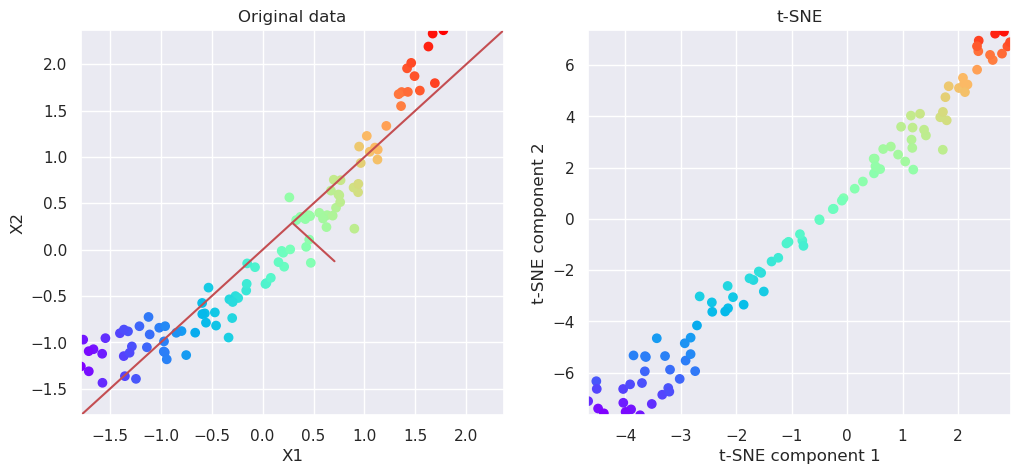 Original data
X2
2.0
1.5
1.0
0.5
0.0
−0.5
−1.0
−1.5
−1.5 −1.0 −0.5 0.0 0.5 1.0 1.5 2.0
X1
t-SNE
t-SNE component 2
6
4
2
0
−2
−4
−6
−4 −3 −2 −1 0 1 2
t-SNE component 1